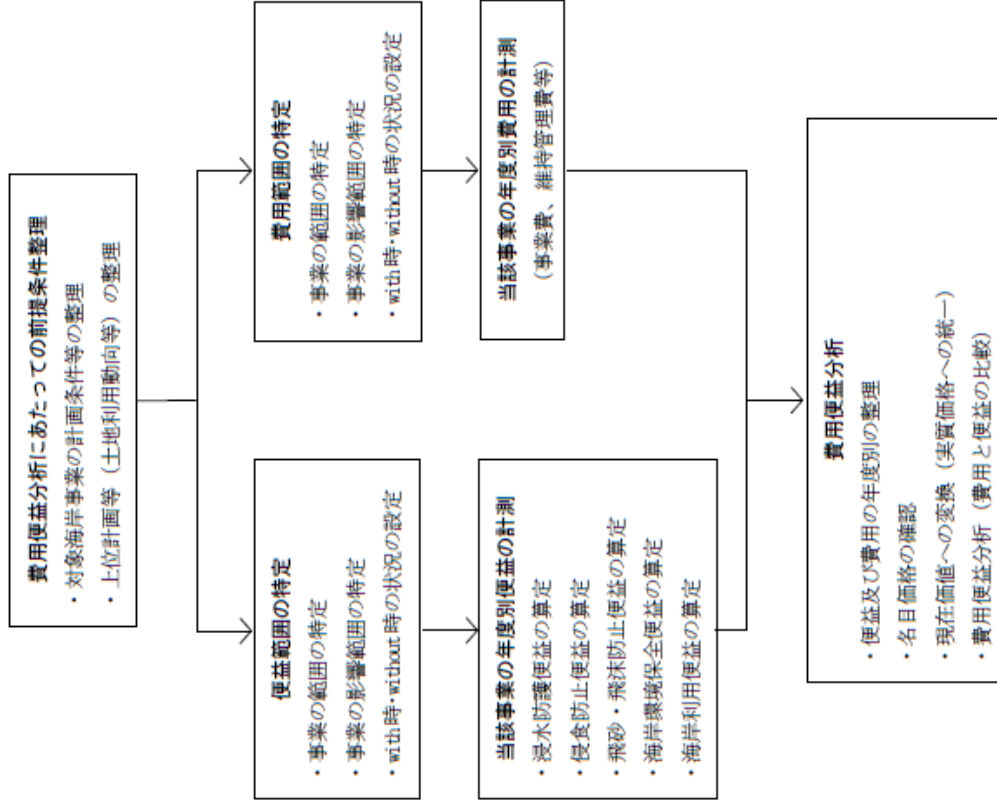 費用便益分析にあたっての前提条件整理
・対象海岸事業の計画条件等の整理
・上位計画等（土地利用動向等）の整理
便益範囲の特定
・事業の範囲の特定
・事業の影響範囲の特定
・with時・without時の状況の設定
費用範囲の特定
・事業の範囲の特定
・事業の影響範囲の特定
・with時・without時の状況の設定
当該事業の年度別便益の計測
・浸水防護便益の算定
・侵食防止便益の算定
・飛砂・飛沫防止便益の算定
・海岸環境保全便益の算定
・海岸利用便益の算定
当該事業の年度別費用の計測
（事業費、維持管理費等）
費用便益分析
・便益及び費用の年度別の整理
・名目価格の確認
・現在価値への変換（実質価格への統一）
・費用便益分析（費用と便益の比較）